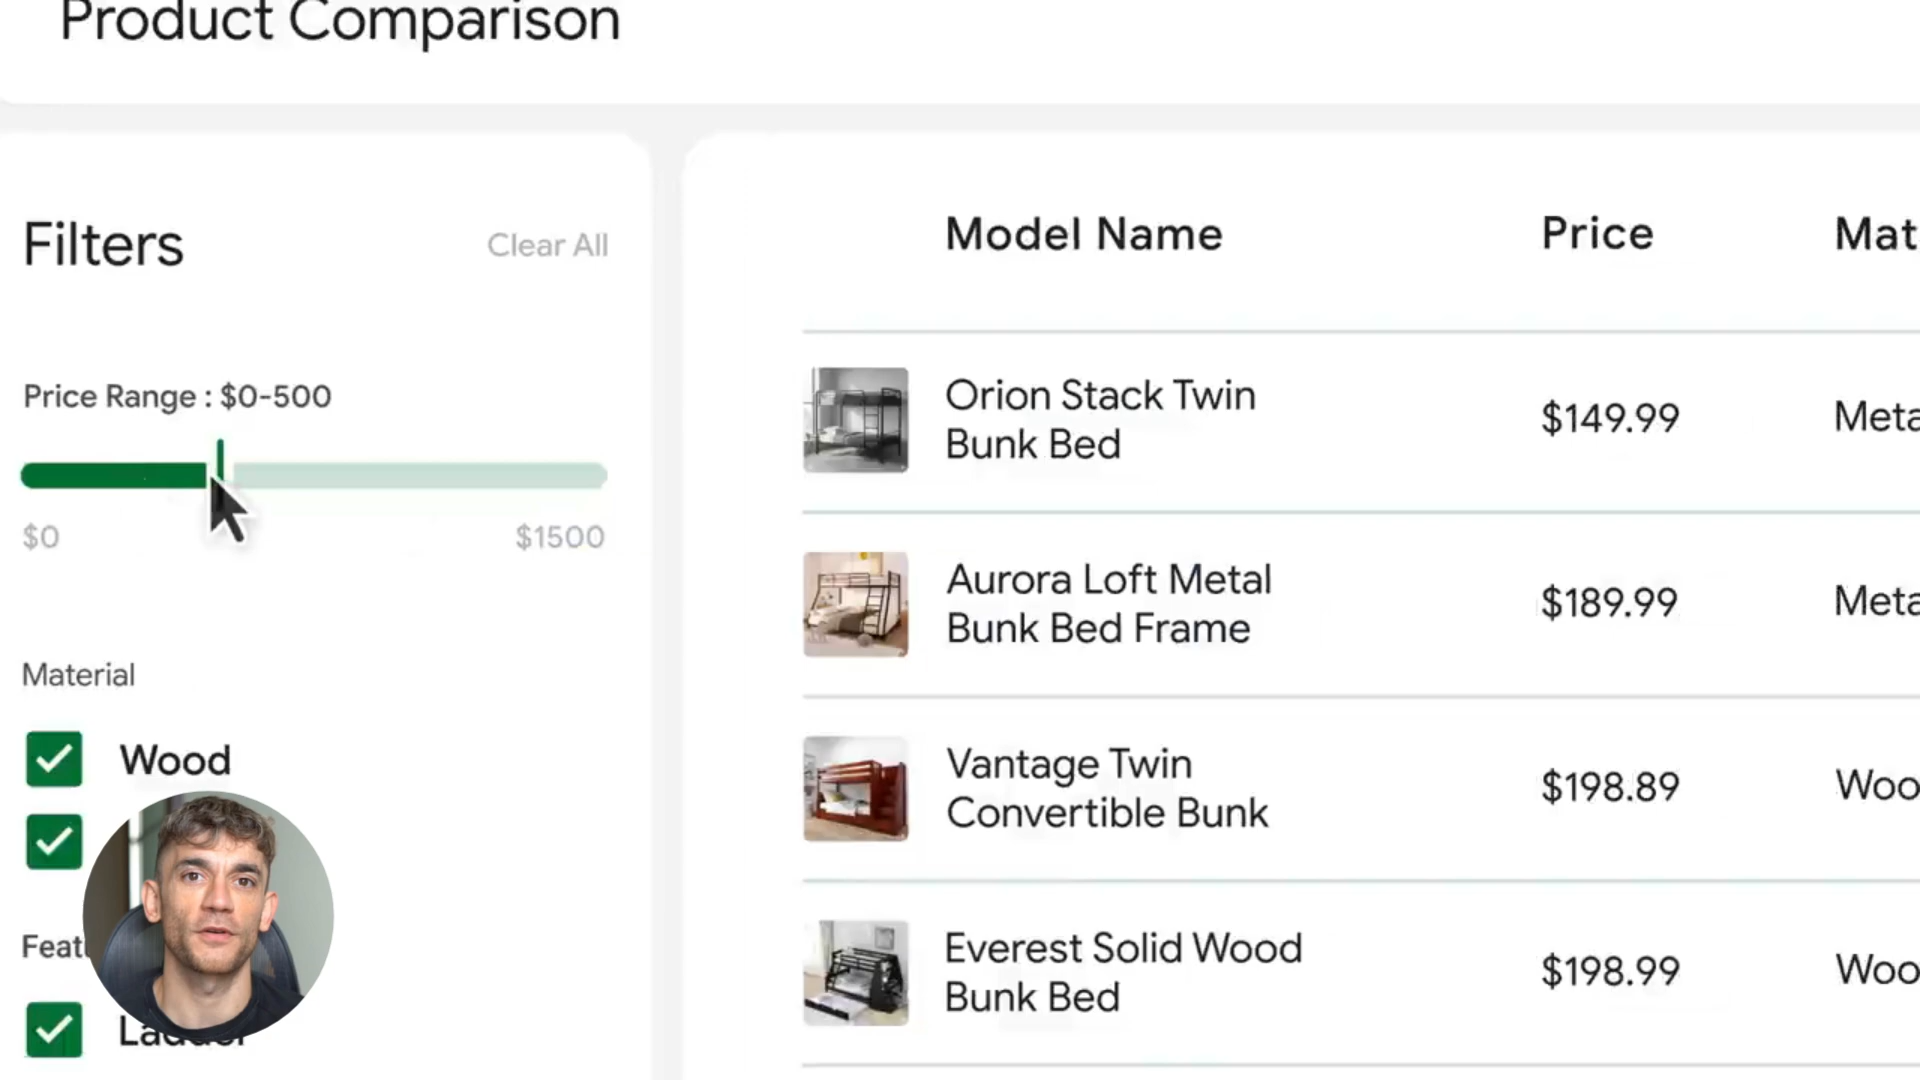 Product Comparison
Filters
Clear All
Price Range : $0-500
$0
$1500
Material
Wood
Model Name
Price
Orion Stack Twin
Bunk Bed
$149.99
Aurora Loft Metal
Bunk Bed Frame
$189.99
Vantage Twin
Convertible Bunk
$198.89
Everest Solid Wood
Bunk Bed
$198.99